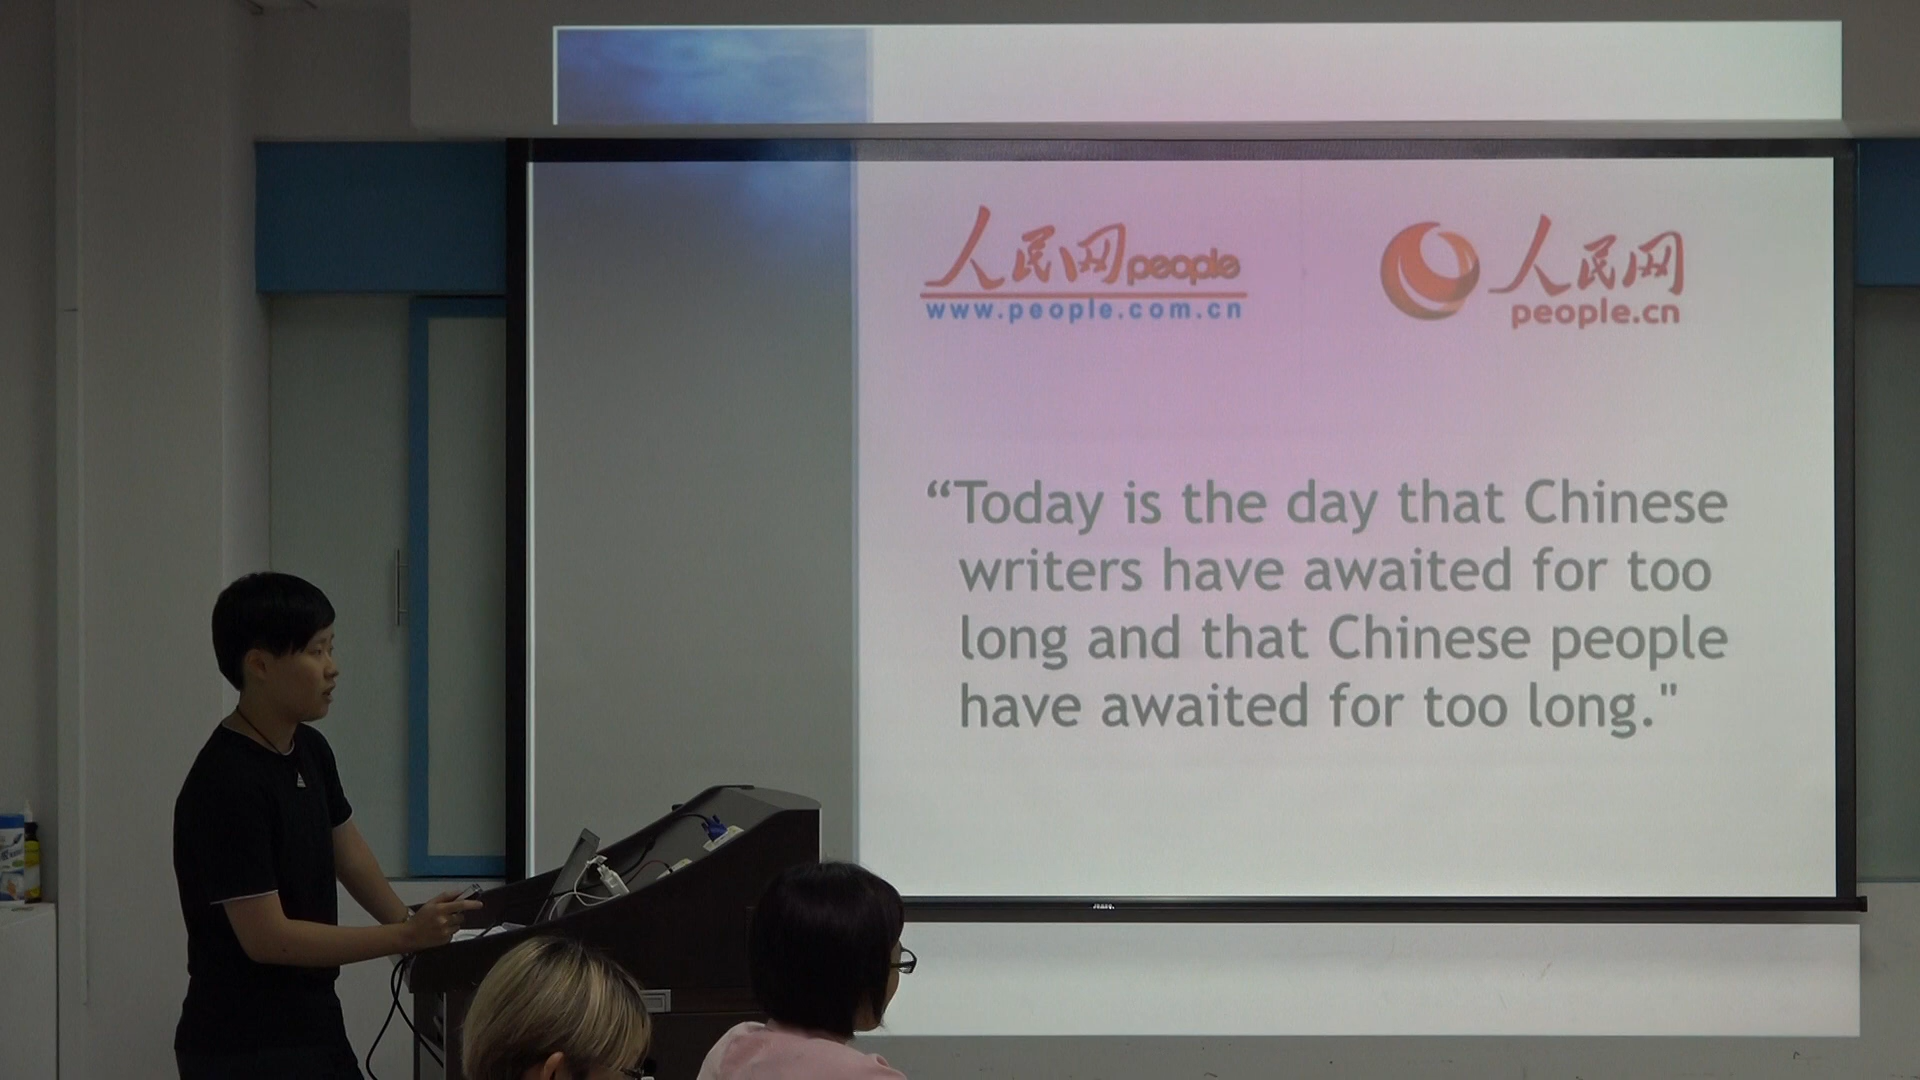 人民网people
www.people.com.cn
人民网
people.cn
“Today is the day that Chinese
writers have awaited for too
long and that Chinese people
have awaited for too long."